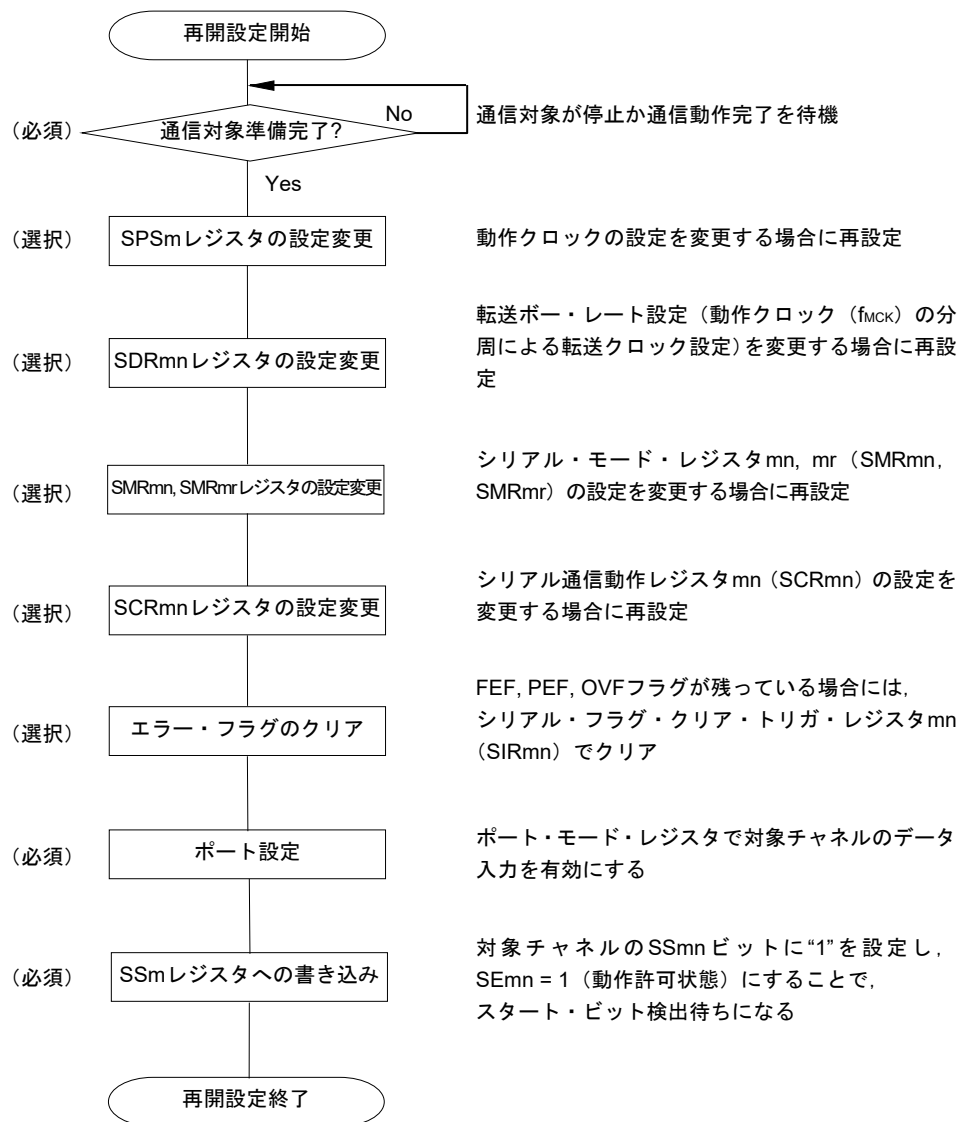 再開設定開始
（必須）
通信対象準備完了?
No
通信対象が停止か通信動作完了を待機
Yes
（選択）
SPSmレジスタの設定変更
動作クロックの設定を変更する場合に再設定
（選択）
SDRmnレジスタの設定変更
転送ボー・レート設定（動作クロック（fMCK）の分
周による転送クロック設定）を変更する場合に再設
定
（選択）
SMRmn, SMRmrレジスタの設定変更
シリアル・モード・レジスタmn, mr（SMRmn,
SMRmr）の設定を変更する場合に再設定
（選択）
SCRmnレジスタの設定変更
シリアル通信動作レジスタmn（SCRmn）の設定を
変更する場合に再設定
（選択）
エラー・フラグのクリア
FEF, PEF, OVFフラグが残っている場合には,
シリアル・フラグ・クリア・トリガ・レジスタmn
（SIRmn）でクリア
（必須）
ポート設定
ポート・モード・レジスタで対象チャネルのデータ
入力を有効にする
（必須）
SSmレジスタへの書き込み
対象チャネルのSSmnビットに“1”を設定し,
SEmn = 1（動作許可状態）にすることで,
スタート・ビット検出待ちになる
再開設定終了